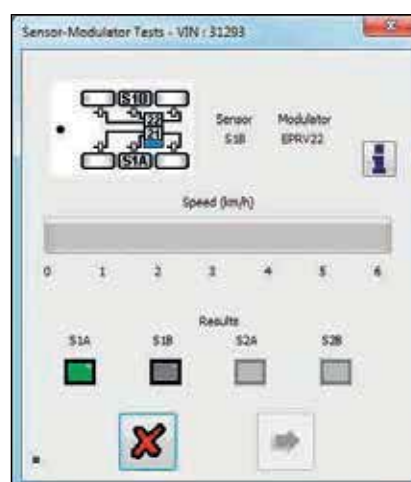 Sensor-Modulator Tests - VIN : 31293
S1B
22
21
S1A
Sensor Modulator
S1B EPRV22
i
Speed (km/h)
0 1 2 3 4 5 6
Results
S1A S1B S2A S2B